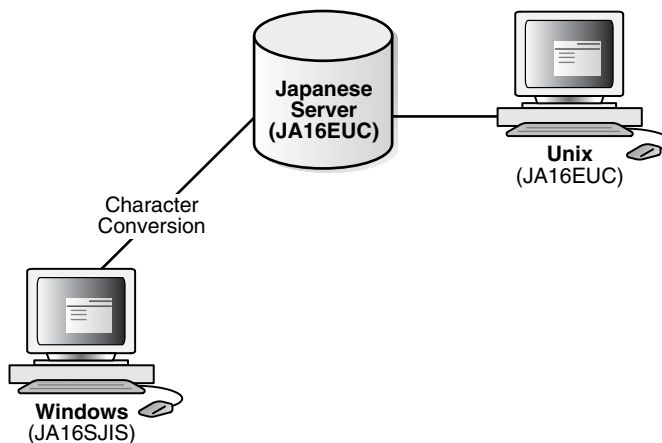 Japanese
Server
(JA16EUC)
Unix
(JA16EUC)
Character
Conversion
Windows
(JA16SJIS)